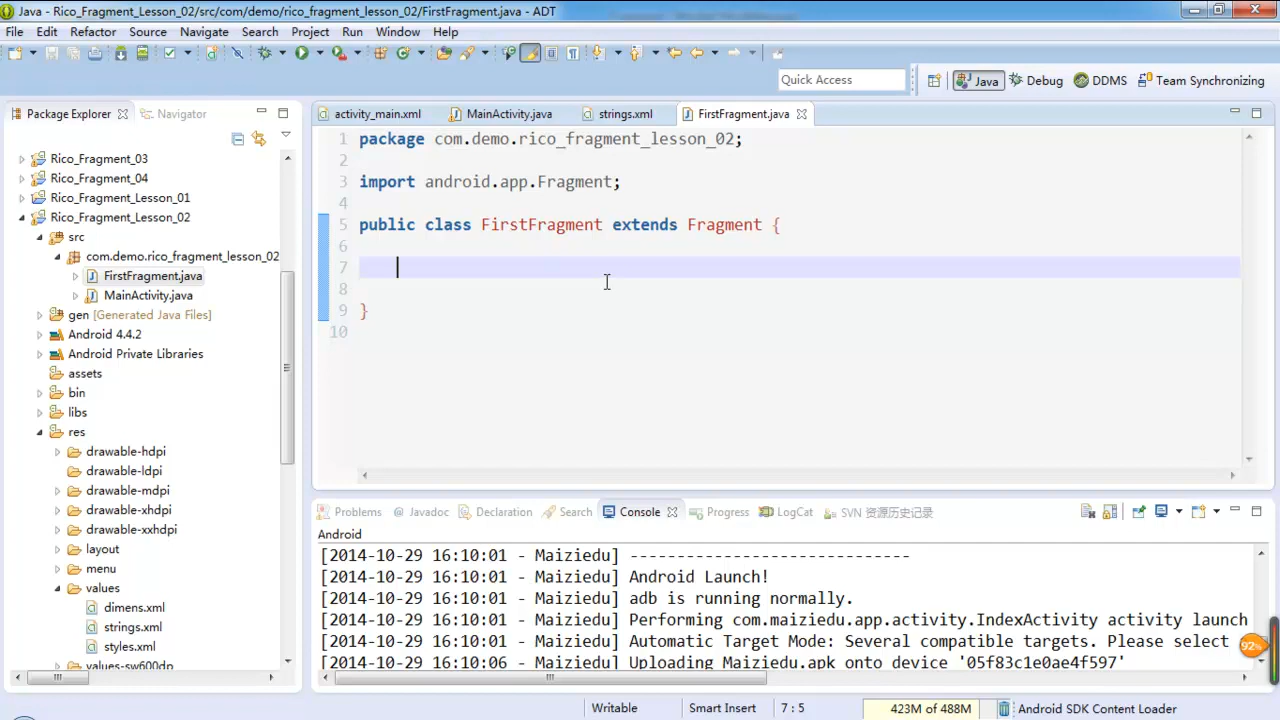 Java - Rico_Fragment_Lesson_02/src/com/demo/rico_fragment_lesson_02/FirstFragment.java - ADT
File Edit Refactor Source Navigate Search Project Run Window Help
Quick Access
Java Debug DDMS Team Synchronizing
Package Explorer Navigator
Rico_Fragment_03
Rico_Fragment_04
Rico_Fragment_Lesson_01
Rico_Fragment_Lesson_02
src
com.demo.rico_fragment_lesson_02
FirstFragment.java
MainActivity.java
gen [Generated Java Files]
Android 4.4.2
Android Private Libraries
assets
bin
libs
res
drawable-hdpi
drawable-ldpi
drawable-mdpi
drawable-xhdpi
drawable-xxhdpi
layout
menu
values
dimens.xml
strings.xml
styles.xml
values-sw600dp
activity_main.xml MainActivity.java strings.xml FirstFragment.java
1 package com.demo.rico_fragment_lesson_02;
2
3 import android.app.Fragment;
4
5 public class FirstFragment extends Fragment {
6
7
8
9 }
10
Problems @ Javadoc Declaration Search Console Progress LogCat SVN 资源历史记录
Android
[2014-10-29 16:10:01 - Maiziedu] ------------------------------
[2014-10-29 16:10:01 - Maiziedu] Android Launch!
[2014-10-29 16:10:01 - Maiziedu] adb is running normally.
[2014-10-29 16:10:01 - Maiziedu] Performing com.maiziedu.app.activity.IndexActivity activity launch
[2014-10-29 16:10:01 - Maiziedu] Automatic Target Mode: Several compatible targets. Please select
[2014-10-29 16:10:06 - Maiziedu] Uploading Maiziedu.apk onto device '05f83c1e0ae4f597'
92%
Writable Smart Insert 7 : 5 423M of 488M Android SDK Content Loader